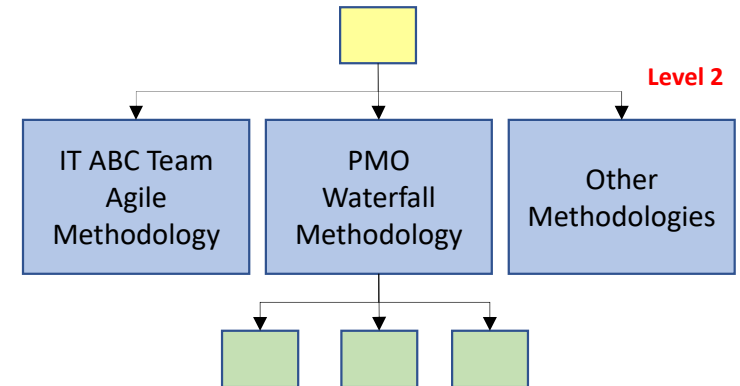 Level 2
IT ABC Team
Agile
Methodology
PMO
Waterfall
Methodology
Other
Methodologies